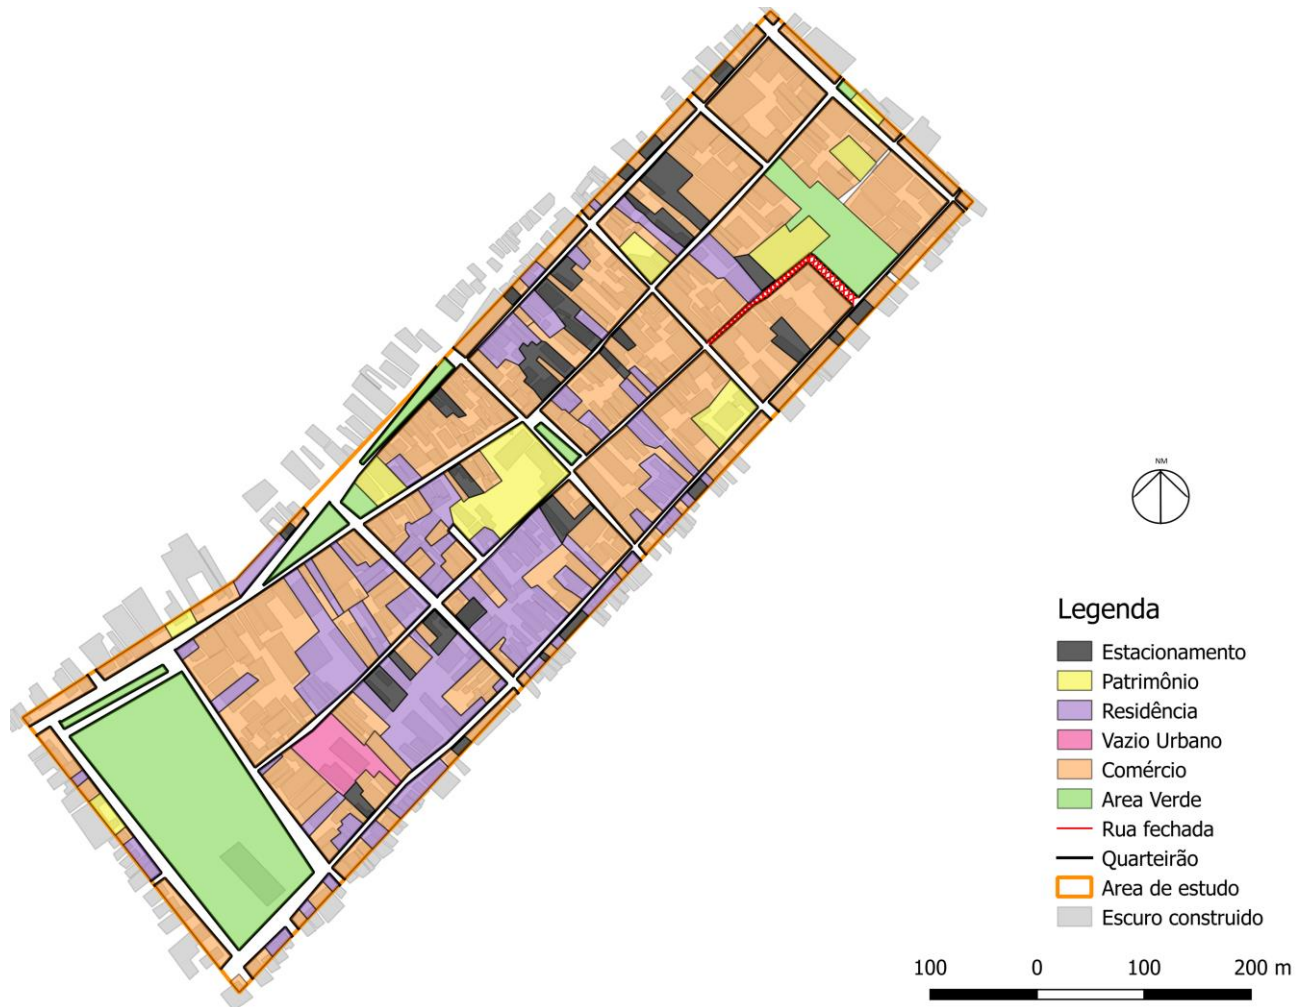 NM
Legenda
Estacionamento
Patrimônio
Residência
Vazio Urbano
Comércio
Area Verde
Rua fechada
Quarteirão
Area de estudo
Escuro construido
100 0 100 200 m